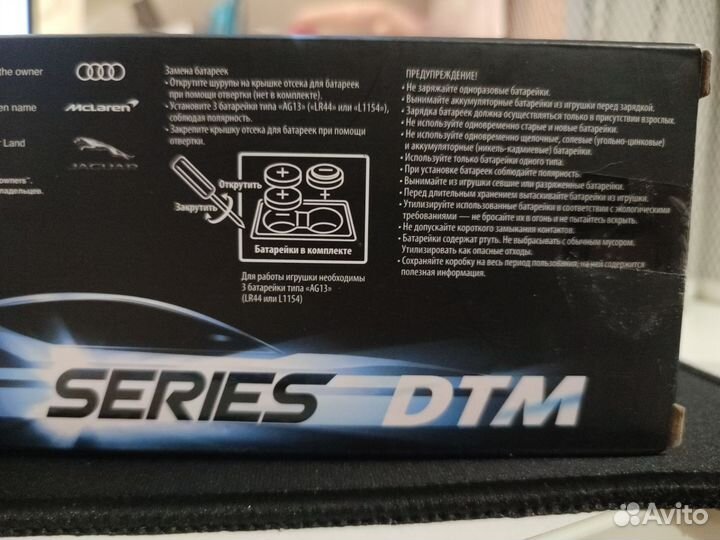 the owner
en name
Land
owners".
ладельцев.
McLaren
JAGUAR
Замена батареек
• Открутите шурупы на крышке отсека для батареек
при помощи отвертки (нет в комплекте).
• Установите 3 батарейки типа «AG13» («LR44» или «L1154»),
соблюдая полярность.
• Закрепите крышку отсека для батареек при помощи
отвертки.
Открутить
Закрутить
Батарейки в комплекте
Для работы игрушки необходимы
3 батарейки типа «AG13»
(LR44 или L1154)
ПРЕДУПРЕЖДЕНИЕ!
• Не заряжайте одноразовые батарейки.
• Вынимайте аккумуляторные батарейки из игрушки перед зарядкой.
• Зарядка батареек должна осуществляться только в присутствии взрослых.
• Не используйте одновременно старые и новые батарейки.
• Не используйте одновременно щелочные, солевые (угольно-цинковые)
и аккумуляторные (никель-кадмиевые) батарейки.
• Используйте только батарейки одного типа.
• При установке батареек соблюдайте полярность.
• Вынимайте из игрушки севшие или разряженные батарейки.
• Перед длительным хранением вытаскивайте батарейки из игрушки.
• Утилизируйте использованные батарейки в соответствии с экологическими
требованиями — не бросайте их в огонь и не пытайтесь вскрыть.
• Не допускайте короткого замыкания контактов.
• Батарейки содержат ртуть. Не выбрасывать с обычным мусором.
Утилизировать как опасные отходы.
• Сохраняйте коробку на весь период пользования, на ней содержится
полезная информация.
SERIES DTM
Avito